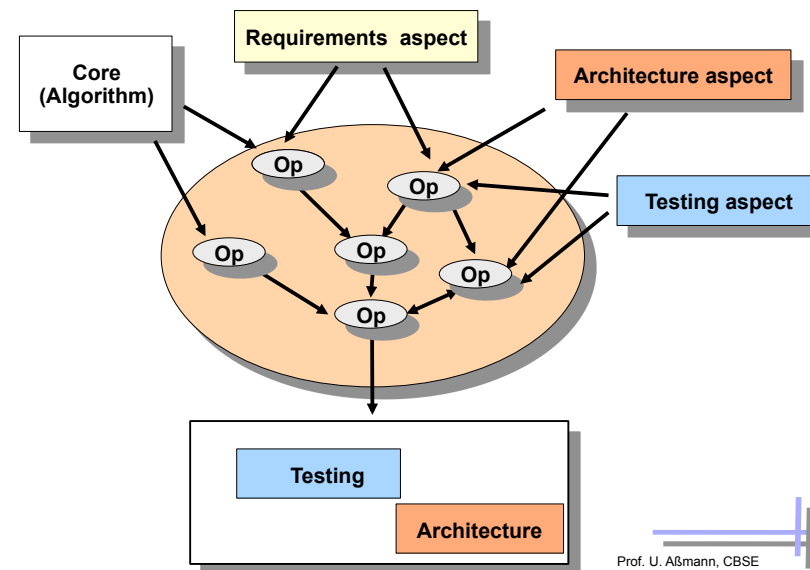 Requirements aspect
Core
(Algorithm)
Architecture aspect
Op
Op
Testing aspect
Op
Op
Op
Op
Testing
Architecture
Prof. U. Aßmann, CBSE